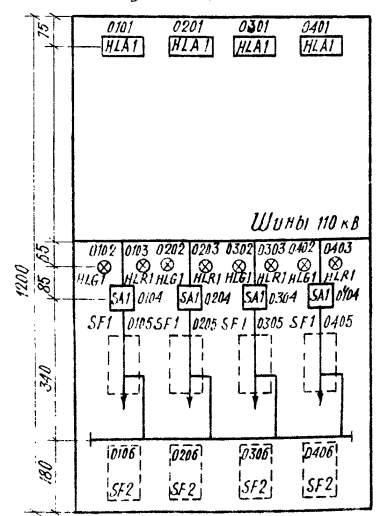 0101 0201 0301 0401
HLA1 HLA1 HLA1 HLA1
75
Шины 110 кВ
0102 0103 0202 0203 0302 0303 0402 0403
HLG1 HLR1 HLG1 HLR1 HLG1 HLR1 HLG1 HLR1
SA1 0104 SA1 0204 SA1 0304 SA1 0404
SF1 0105 SF1 0205 SF1 0305 SF1 0405
65
85
1200
340
180
0106 0206 0306 0406
SF2 SF2 SF2 SF2